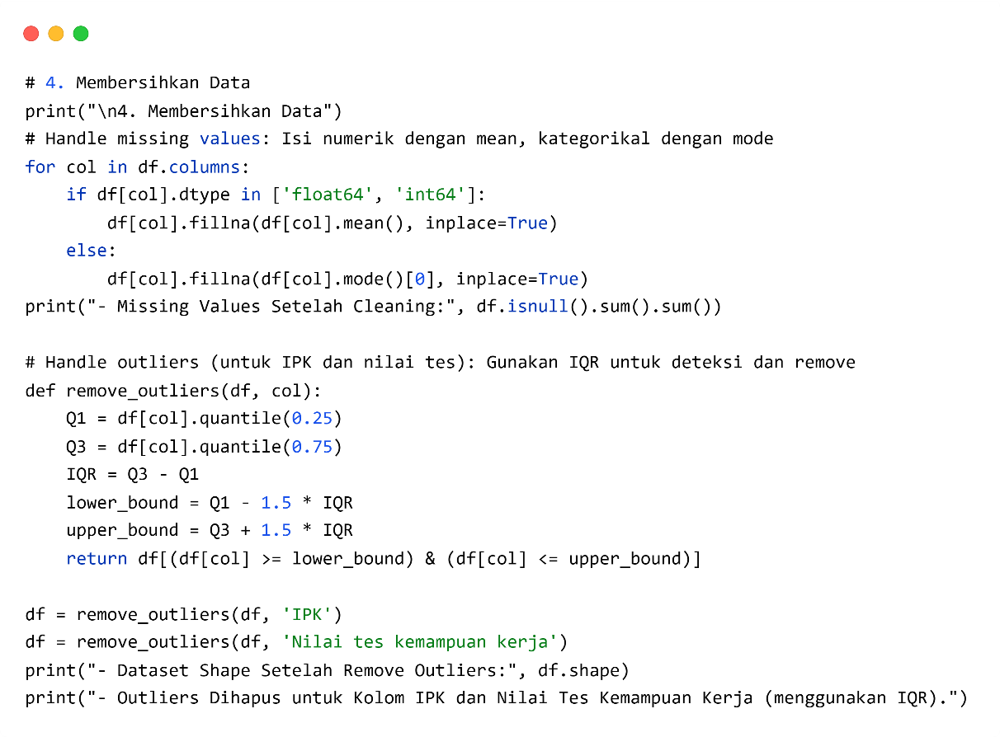 # 4. Membersihkan Data
print("\n4. Membersihkan Data")
# Handle missing values: Isi numerik dengan mean, kategorikal dengan mode
for col in df.columns:
    if df[col].dtype in ['float64', 'int64']:
        df[col].fillna(df[col].mean(), inplace=True)
    else:
        df[col].fillna(df[col].mode()[0], inplace=True)
print("- Missing Values Setelah Cleaning:", df.isnull().sum().sum())

# Handle outliers (untuk IPK dan nilai tes): Gunakan IQR untuk deteksi dan remove
def remove_outliers(df, col):
    Q1 = df[col].quantile(0.25)
    Q3 = df[col].quantile(0.75)
    IQR = Q3 - Q1
    lower_bound = Q1 - 1.5 * IQR
    upper_bound = Q3 + 1.5 * IQR
    return df[(df[col] >= lower_bound) & (df[col] <= upper_bound)]

df = remove_outliers(df, 'IPK')
df = remove_outliers(df, 'Nilai tes kemampuan kerja')
print("- Dataset Shape Setelah Remove Outliers:", df.shape)
print("- Outliers Dihapus untuk Kolom IPK dan Nilai Tes Kemampuan Kerja (menggunakan IQR).")